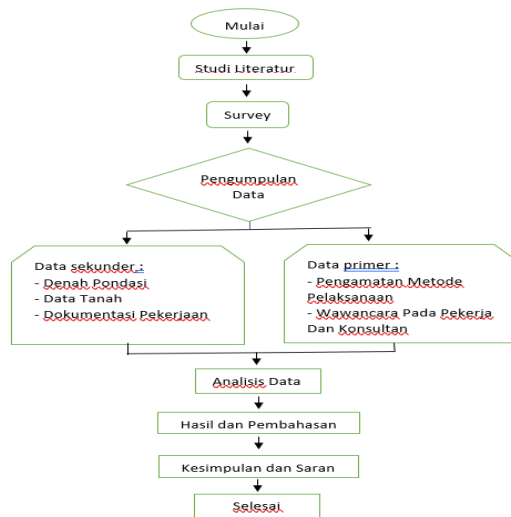 Mulai
Studi Literatur
Survey
Pengumpulan
Data
Data sekunder :
- Denah Pondasi
- Data Tanah
- Dokumentasi Pekerjaan
Data primer :
- Pengamatan Metode
Pelaksanaan
- Wawancara Pada Pekerja
Dan Konsultan
Analisis Data
Hasil dan Pembahasan
Kesimpulan dan Saran
Selesai